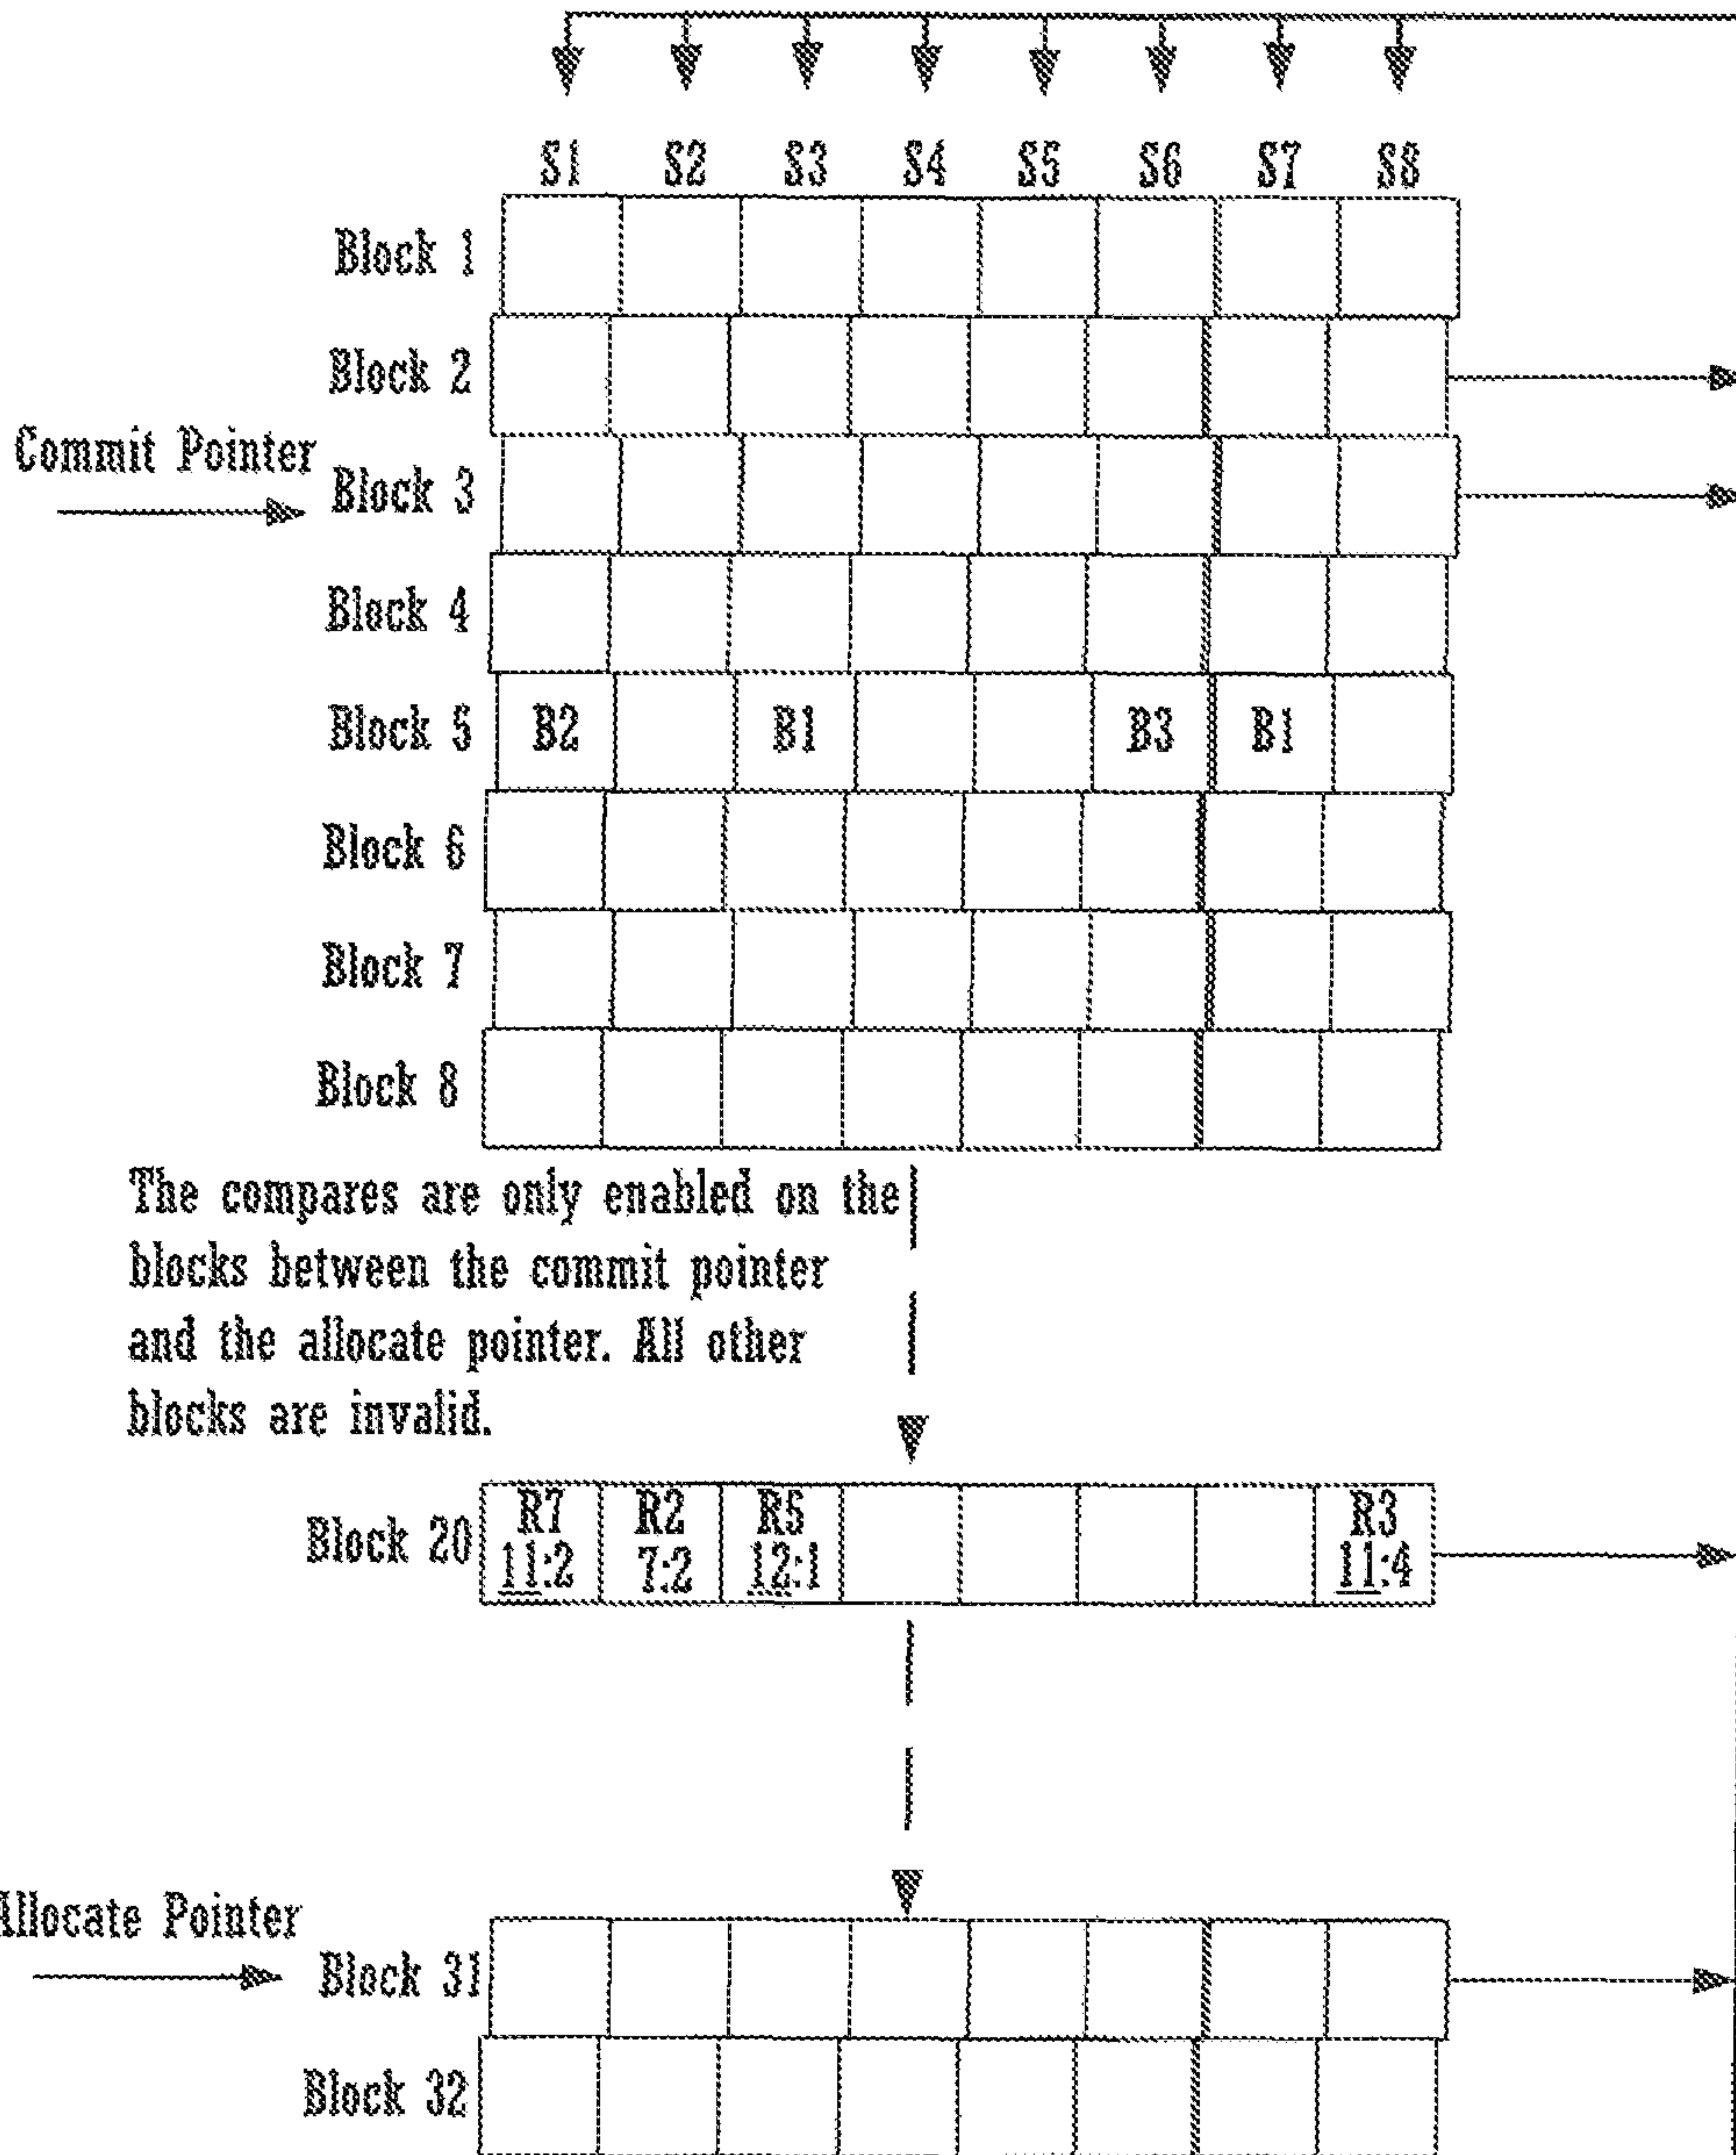 S1 S2 S3 S4 S5 S6 S7 S8
Block 1
Block 2
Commit Pointer
Block 3
Block 4
Block 5 B2 B1 B3 B1
Block 6
Block 7
Block 8
The compares are only enabled on the
blocks between the commit pointer
and the allocate pointer. All other
blocks are invalid.
R7 R2 R5 R3
Block 20
11:2 7:2 12:1 11:4
Allocate Pointer
Block 31
Block 32